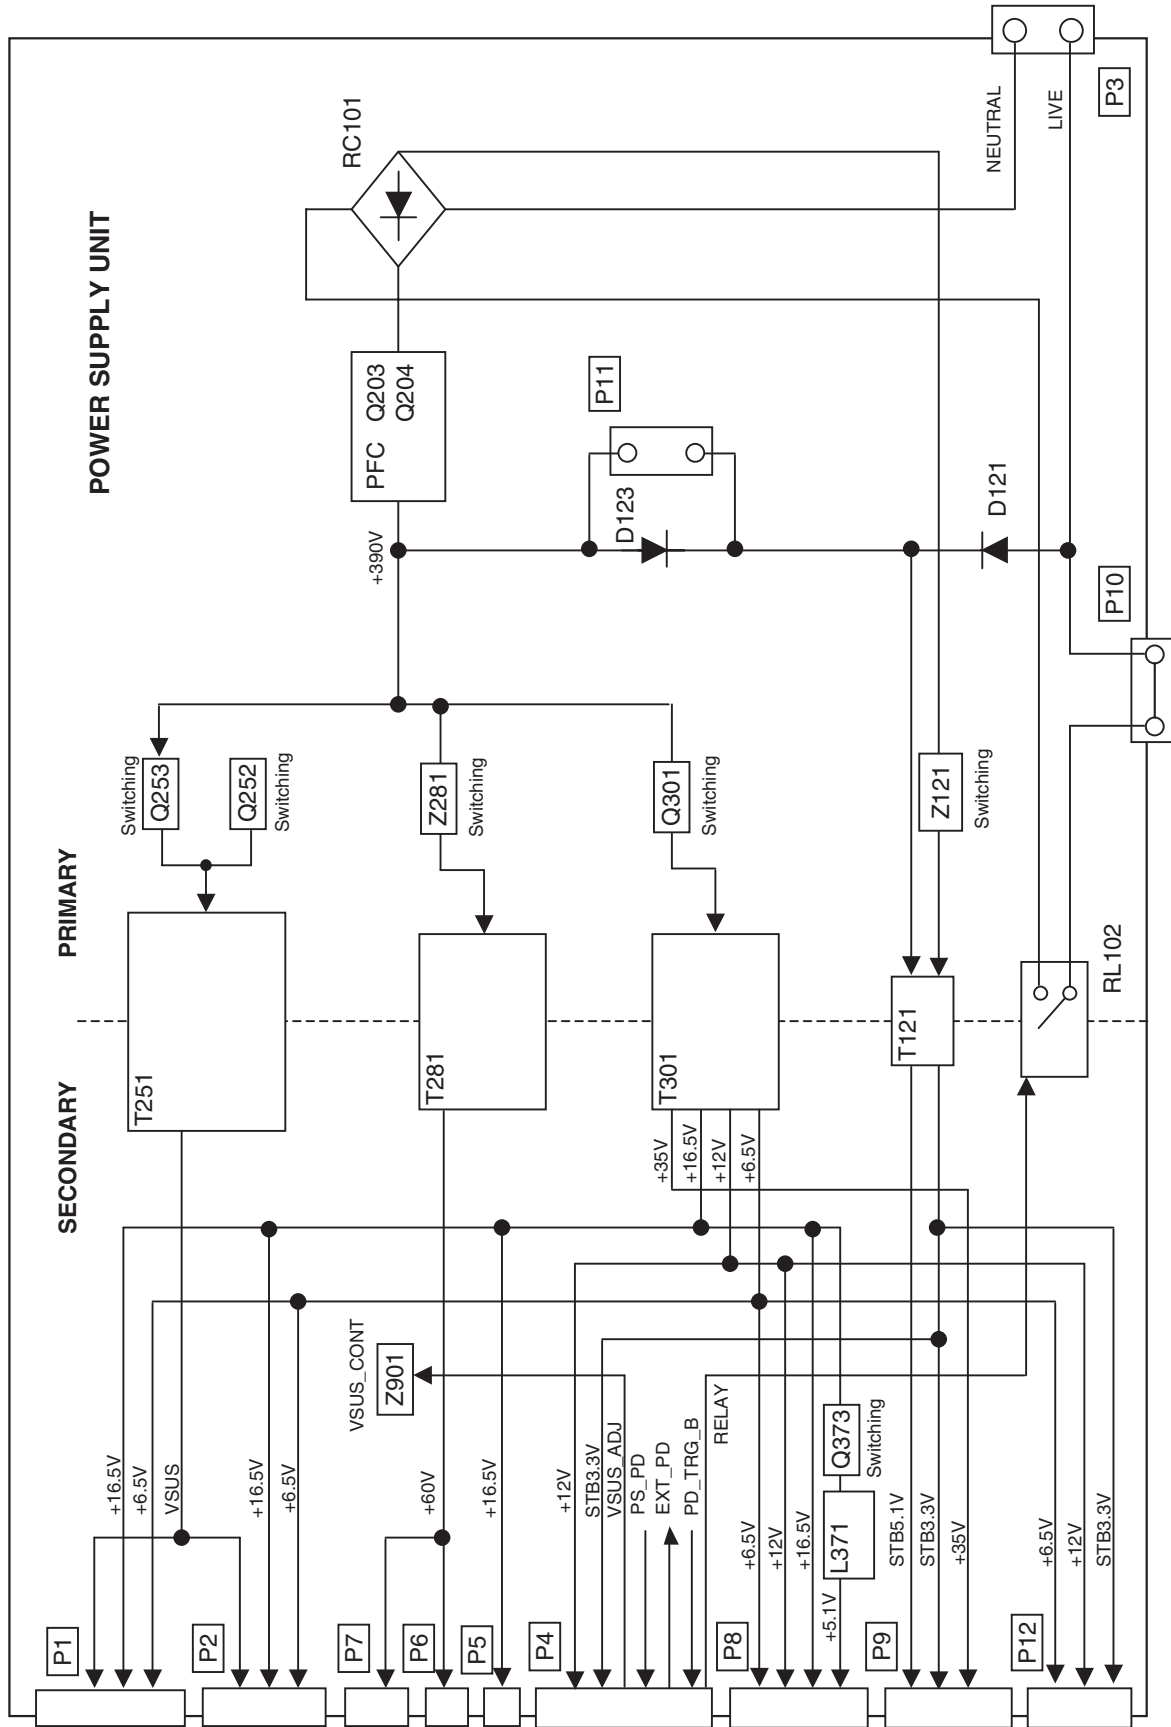 POWER SUPPLY UNIT
SECONDARY
PRIMARY
P1
+16.5V
+6.5V
VSUS
T251
Switching
Q253
Q252
Switching
RC101
P2
+16.5V
+6.5V
P7
VSUS_CONT
Z901
P6
+60V
T281
Z281
Switching
+390V
PFC Q203
Q204
P5
+16.5V
P4
+12V
STB3.3V
VSUS_ADJ
PS_PD
EXT_PD
PD_TRG_B
RELAY
+35V
+16.5V
+12V
+6.5V
T301
Q301
Switching
D123
P11
P8
+6.5V
+12V
+16.5V
+5.1V
L371
Q373
Switching
P9
STB5.1V
STB3.3V
+35V
T121
Z121
Switching
D121
NEUTRAL
LIVE
P3
P12
+6.5V
+12V
STB3.3V
RL102
P10